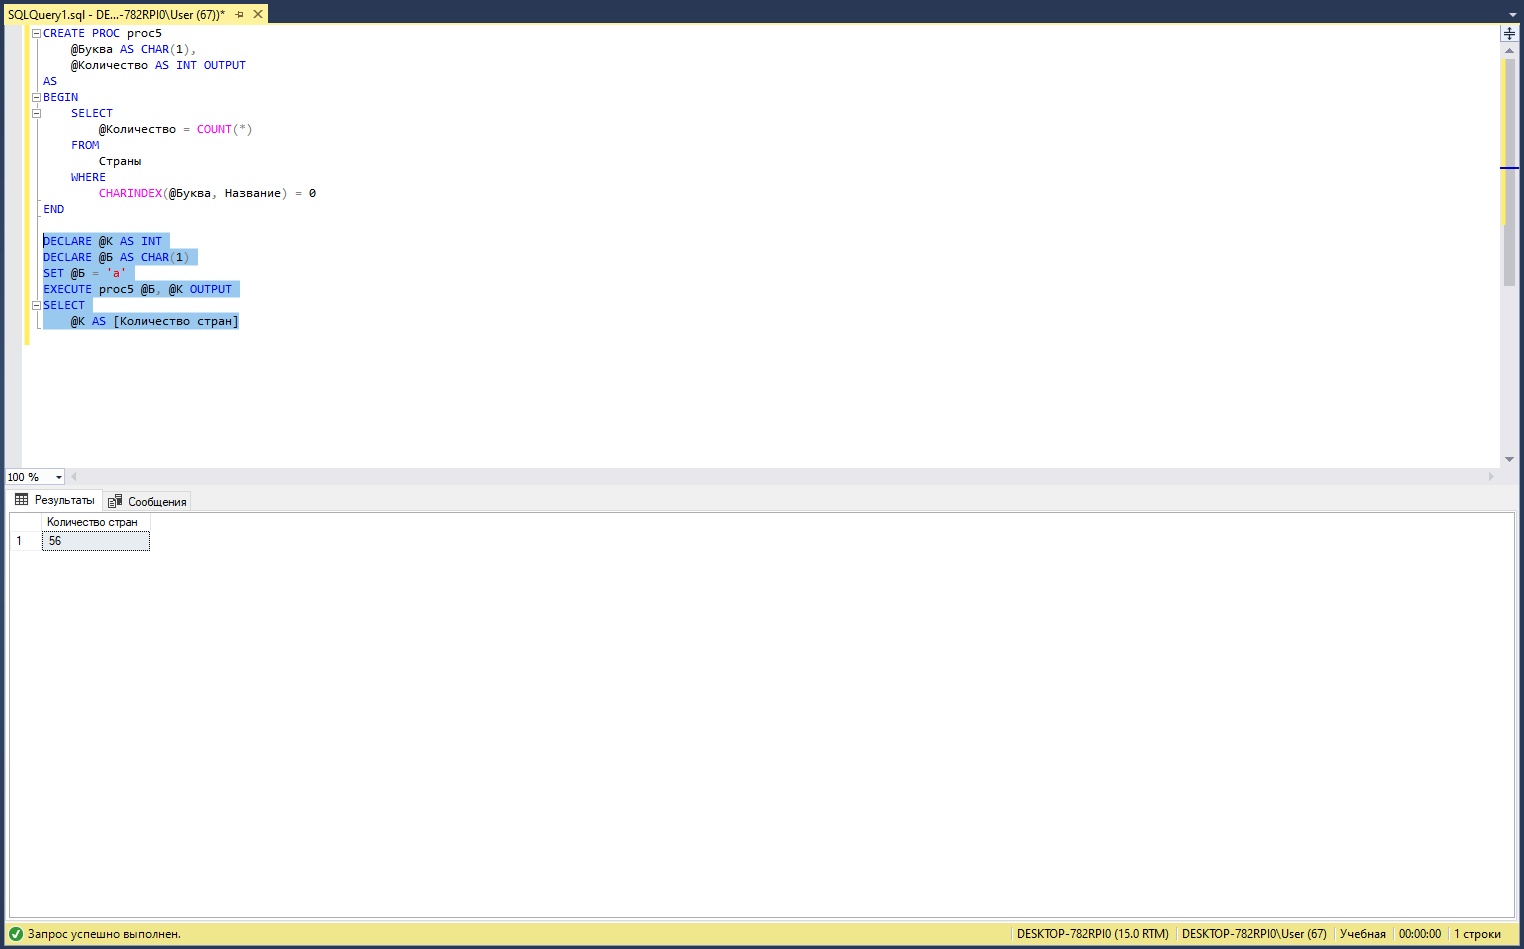 SQLQuery1.sql - DE...-782RPI0\User (67))*
CREATE PROC proc5
@Буква AS CHAR(1),
@Количество AS INT OUTPUT
AS
BEGIN
SELECT
@Количество = COUNT(*)
FROM
Страны
WHERE
CHARINDEX(@Буква, Название) = 0
END
DECLARE @К AS INT
DECLARE @Б AS CHAR(1)
SET @Б = 'а'
EXECUTE proc5 @Б, @К OUTPUT
SELECT
@К AS [Количество стран]
100 %
Результаты
Сообщения
Количество стран
1 56
Запрос успешно выполнен.
DESKTOP-782RPI0 (15.0 RTM)
DESKTOP-782RPI0\User (67)
Учебная
00:00:00
1 строки